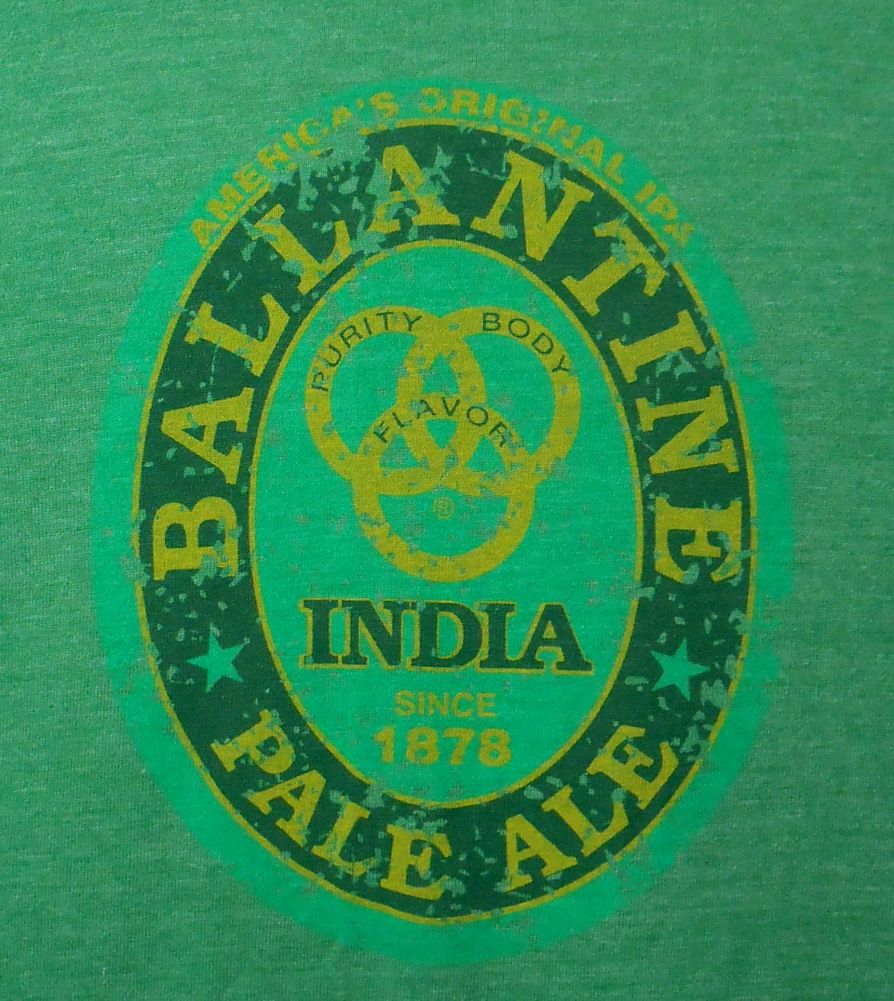 AMERICA'S ORIGINAL IPA
BALLANTINE
PURITY BODY
FLAVOR
®
INDIA
SINCE
1878
PALE ALE